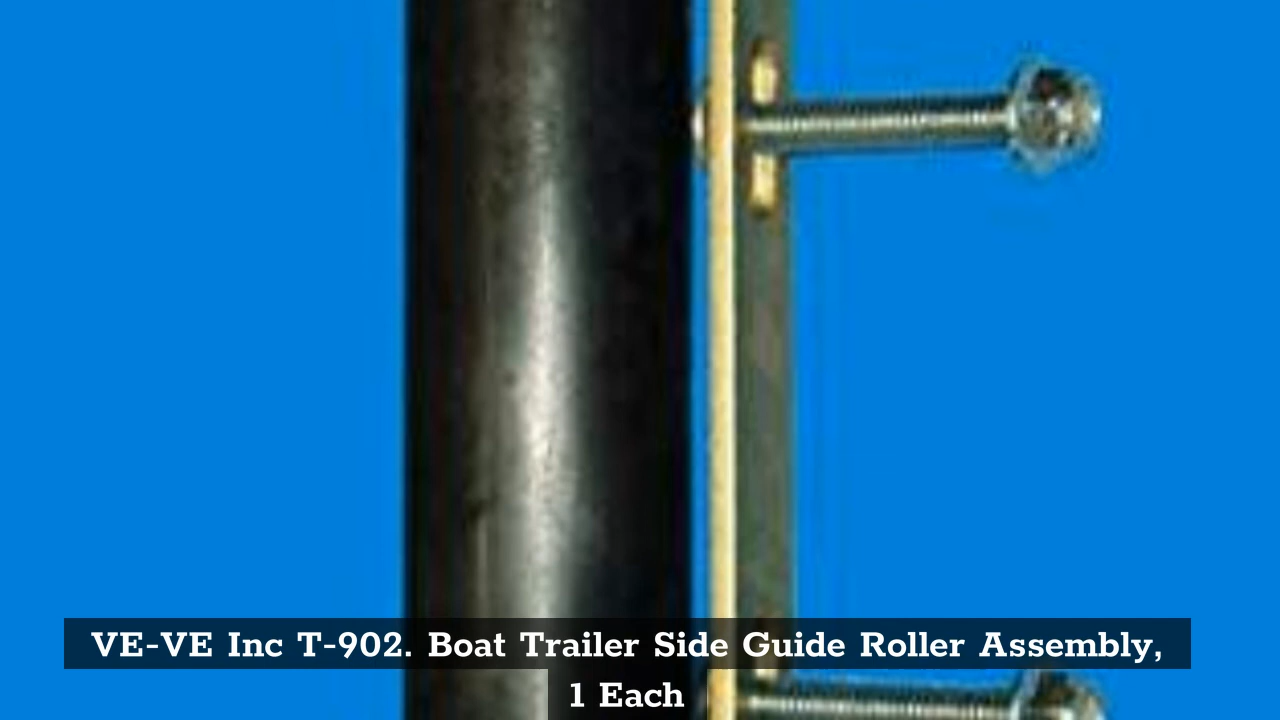 VE-VE Inc T-902. Boat Trailer Side Guide Roller Assembly,
1 Each